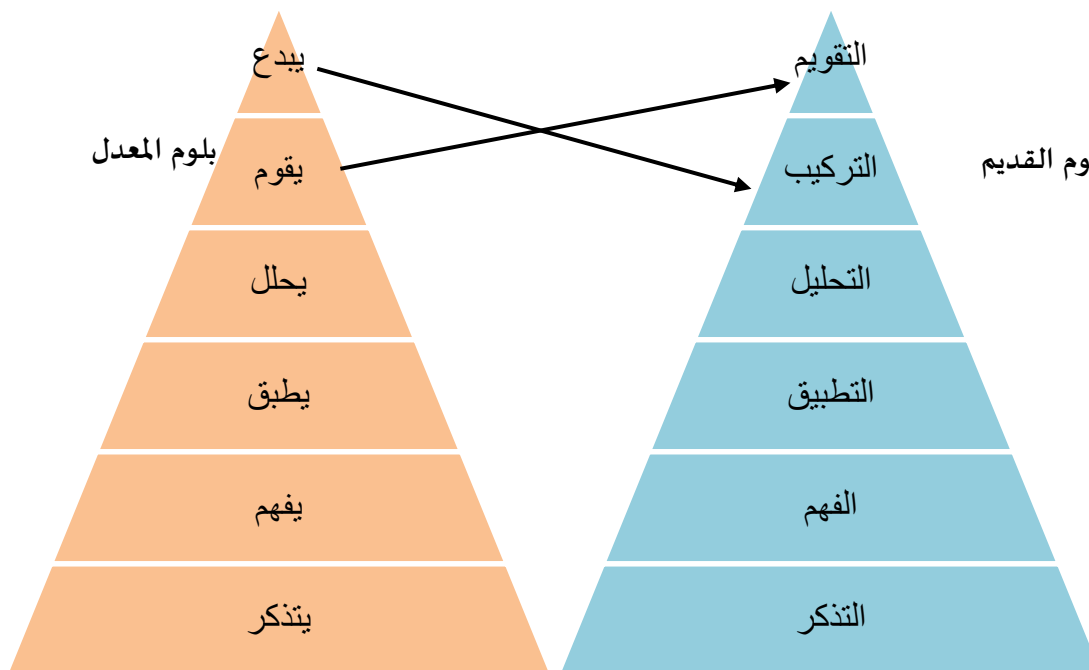 التقويم
التركيب
التحليل
التطبيق
الفهم
التذكر
وم القديم
بلوم المعدل
يبدع
يقوم
يحلل
يطبق
يفهم
يتذكر